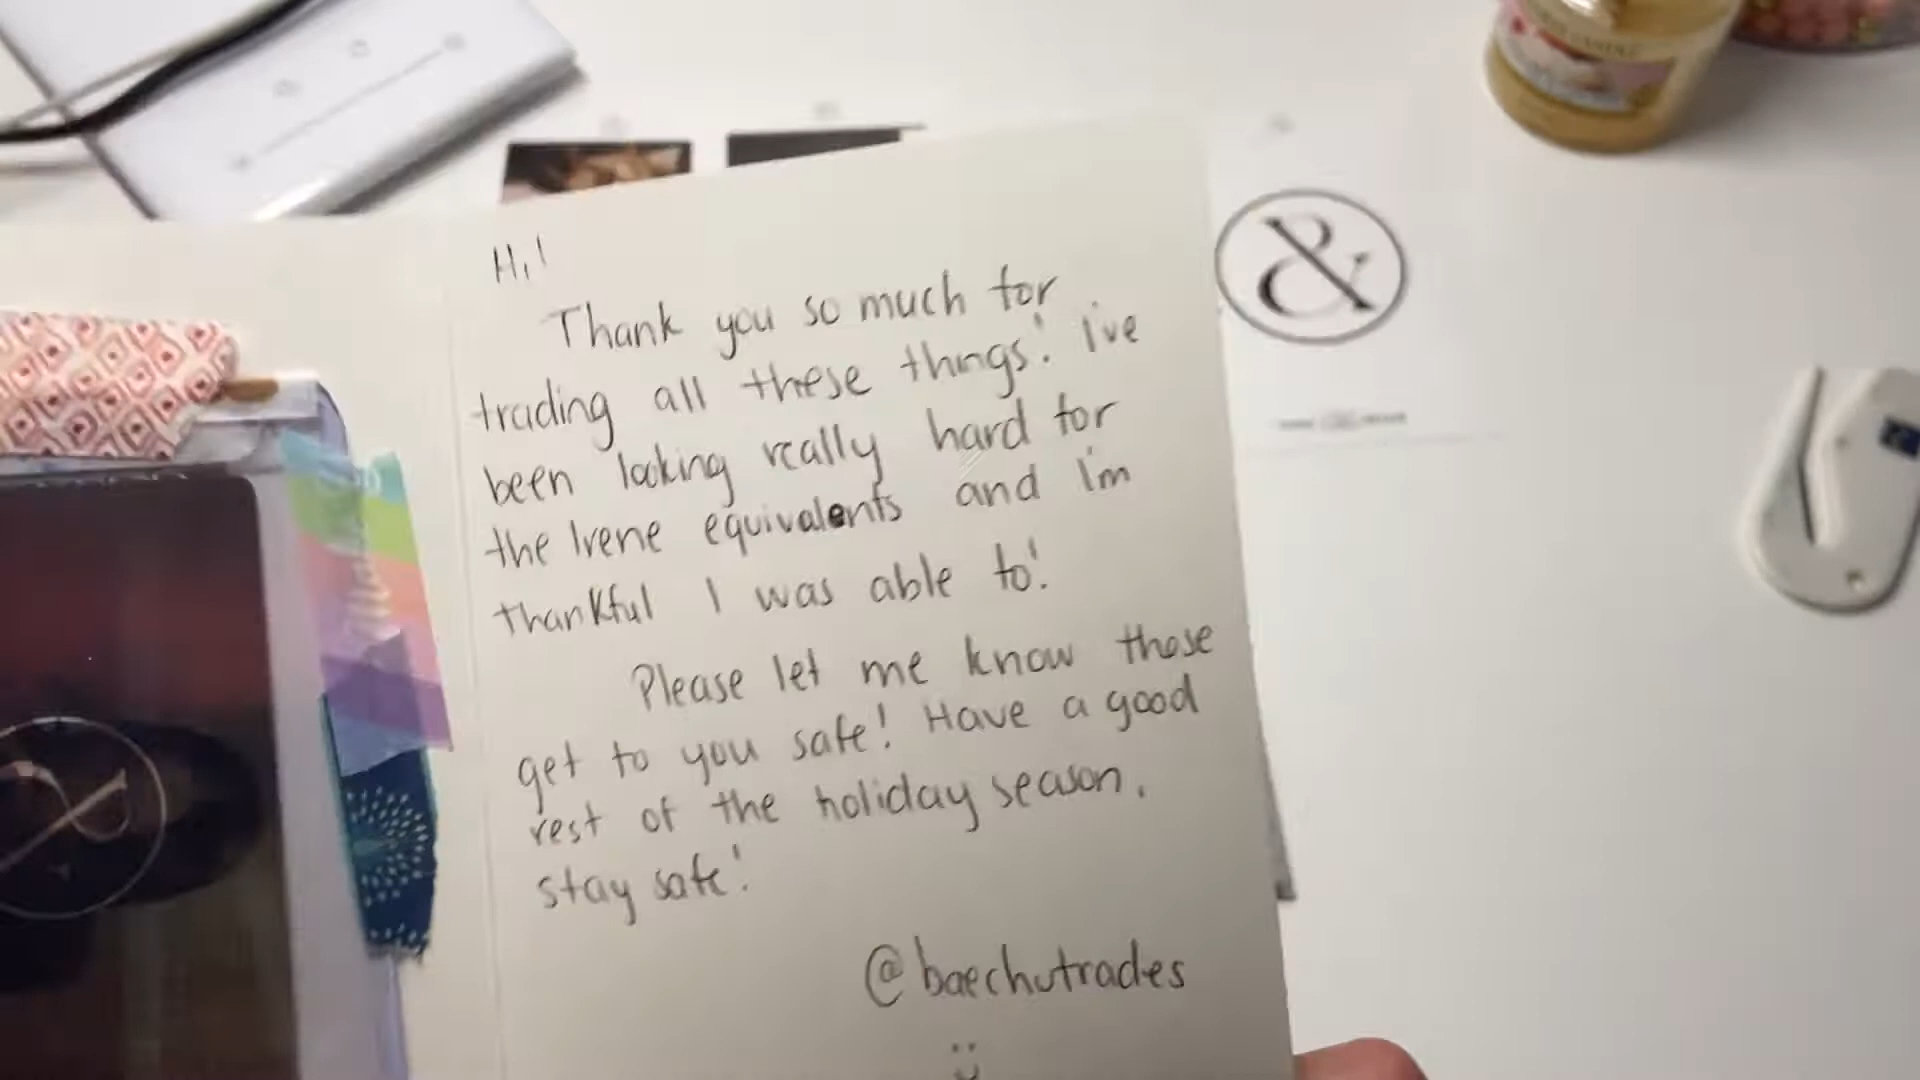 Hi!
Thank you so much for
trading all these things! I've
been looking really hard for
the Irene equivalents and I'm
thankful I was able to!
Please let me know these
get to you safe! Have a good
rest of the holiday season.
stay safe!
@baechutrades
:)
&